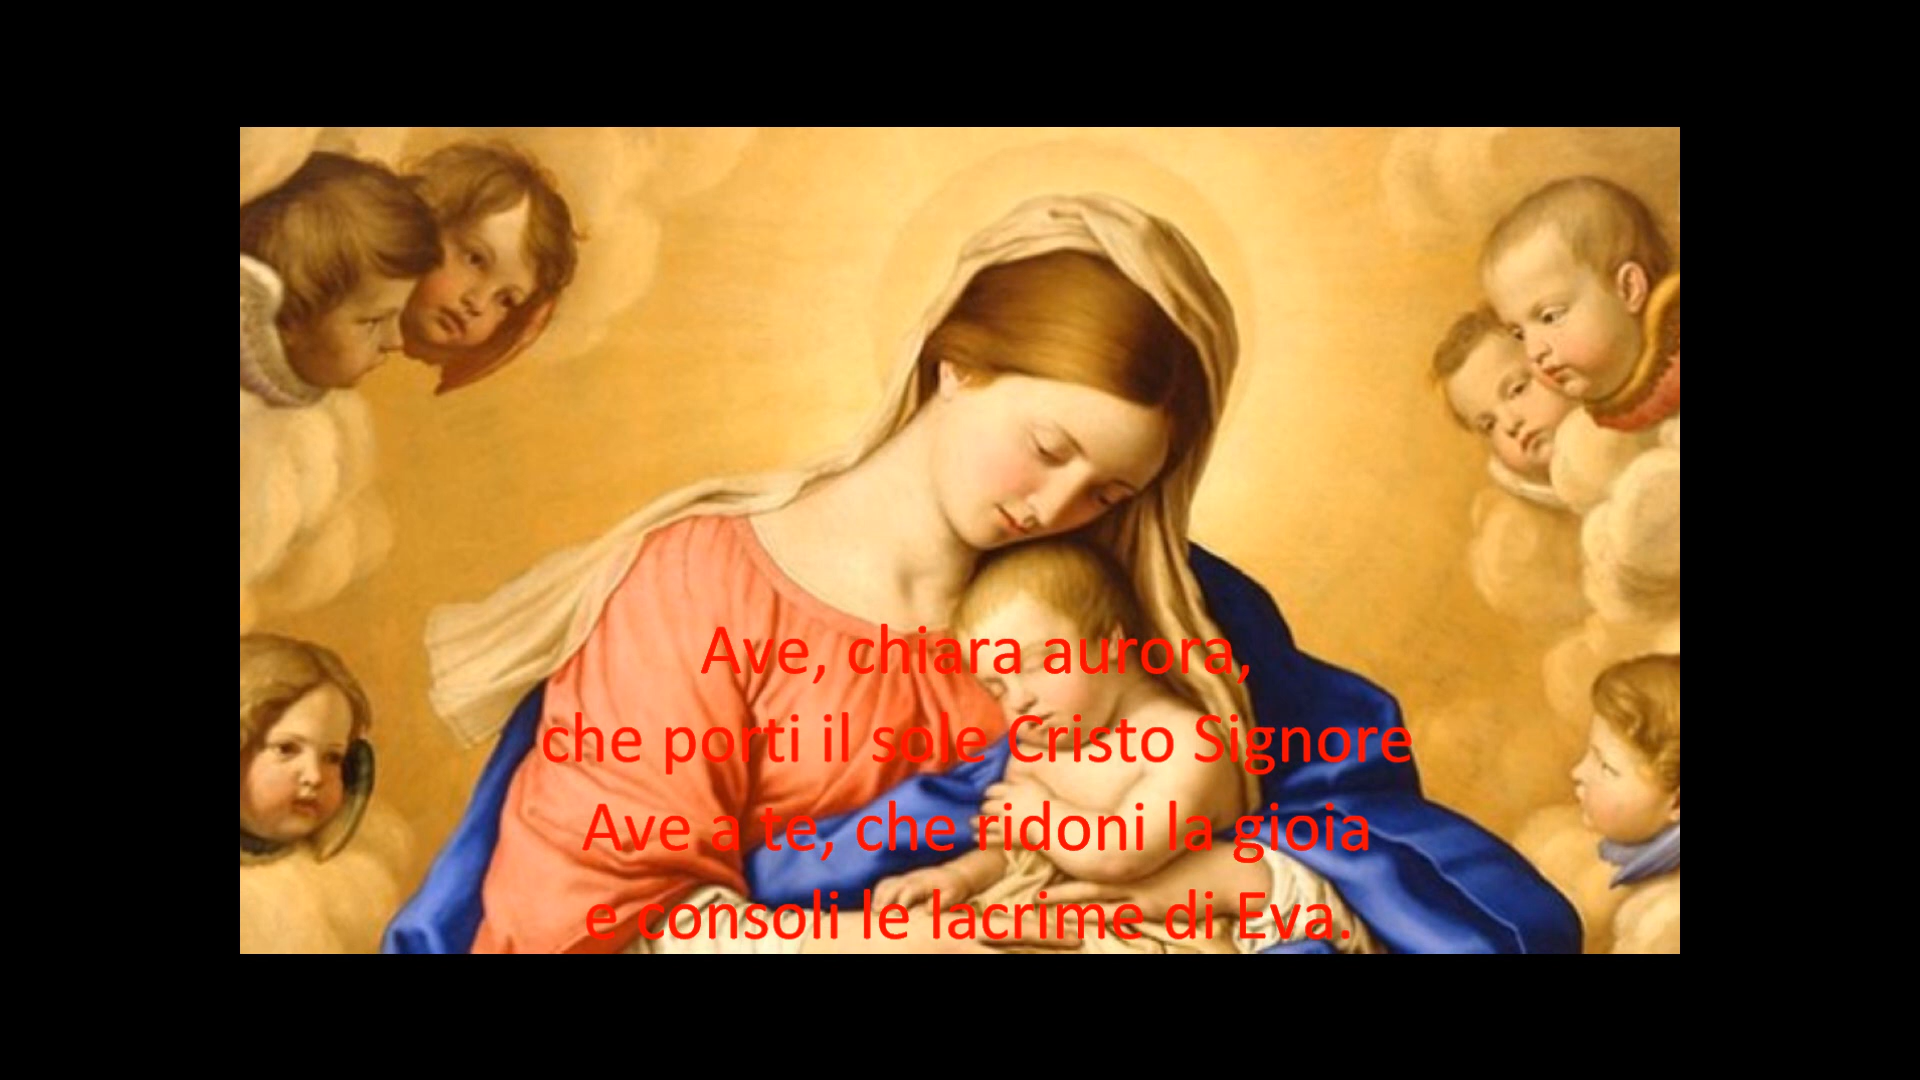 Ave, chiara aurora,
che porti il sole Cristo Signore
Ave a te, che ridoni la gioia
e consoli le lacrime di Eva.